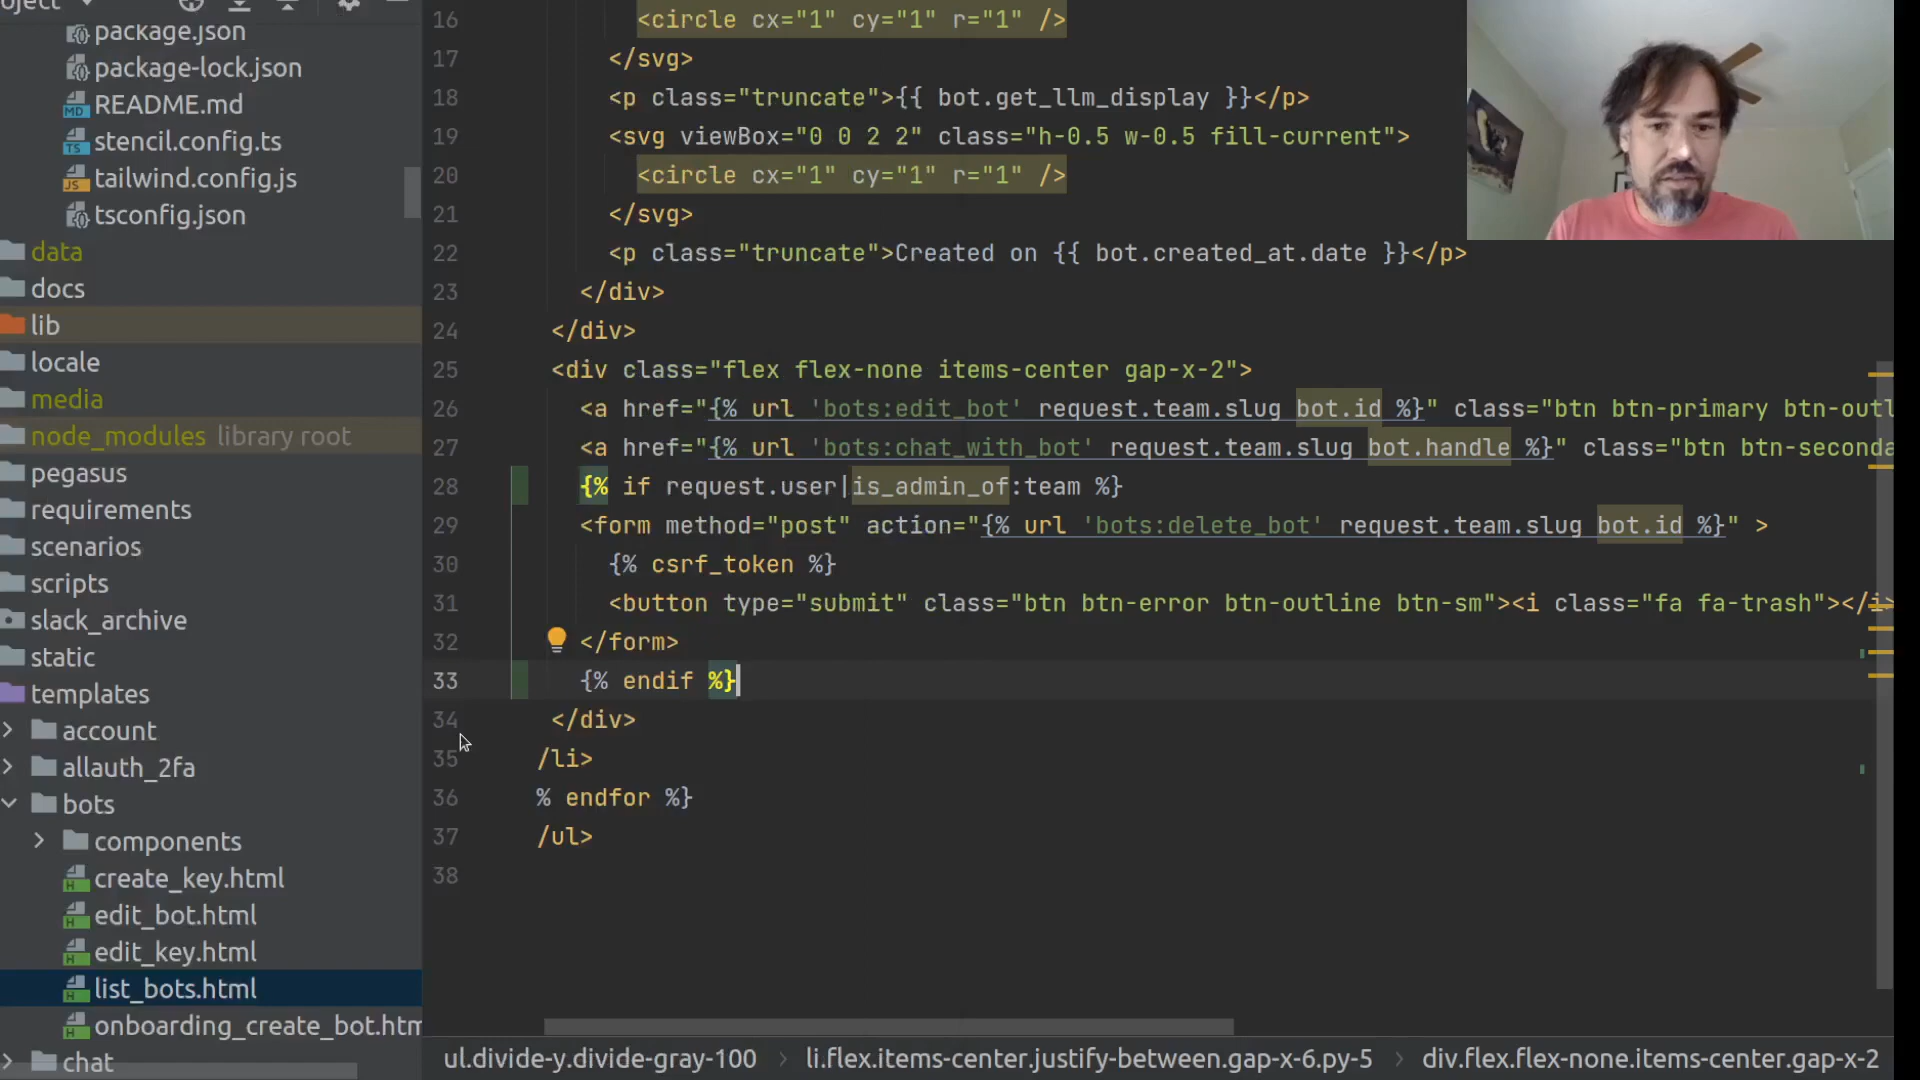 oject
package.json
package-lock.json
README.md
stencil.config.ts
tailwind.config.js
tsconfig.json
data
docs
lib
locale
media
node_modules library root
pegasus
requirements
scenarios
scripts
slack_archive
static
templates
account
allauth_2fa
bots
components
create_key.html
edit_bot.html
edit_key.html
list_bots.html
onboarding_create_bot.htm
chat
16 <circle cx="1" cy="1" r="1" />
17 </svg>
18 <p class="truncate">{{ bot.get_llm_display }}</p>
19 <svg viewBox="0 0 2 2" class="h-0.5 w-0.5 fill-current">
20 <circle cx="1" cy="1" r="1" />
21 </svg>
22 <p class="truncate">Created on {{ bot.created_at.date }}</p>
23 </div>
24 </div>
25 <div class="flex flex-none items-center gap-x-2">
26 <a href="{% url 'bots:edit_bot' request.team.slug bot.id %}" class="btn btn-primary btn-outl
27 <a href="{% url 'bots:chat_with_bot' request.team.slug bot.handle %}" class="btn btn-seconda
28 {% if request.user|is_admin_of:team %}
29 <form method="post" action="{% url 'bots:delete_bot' request.team.slug bot.id %}" >
30 {% csrf_token %}
31 <button type="submit" class="btn btn-error btn-outline btn-sm"><i class="fa fa-trash"></i>
32 </form>
33 {% endif %}
34 </div>
35 /li>
36 % endfor %}
37 /ul>
38
ul.divide-y.divide-gray-100 › li.flex.items-center.justify-between.gap-x-6.py-5 › div.flex.flex-none.items-center.gap-x-2